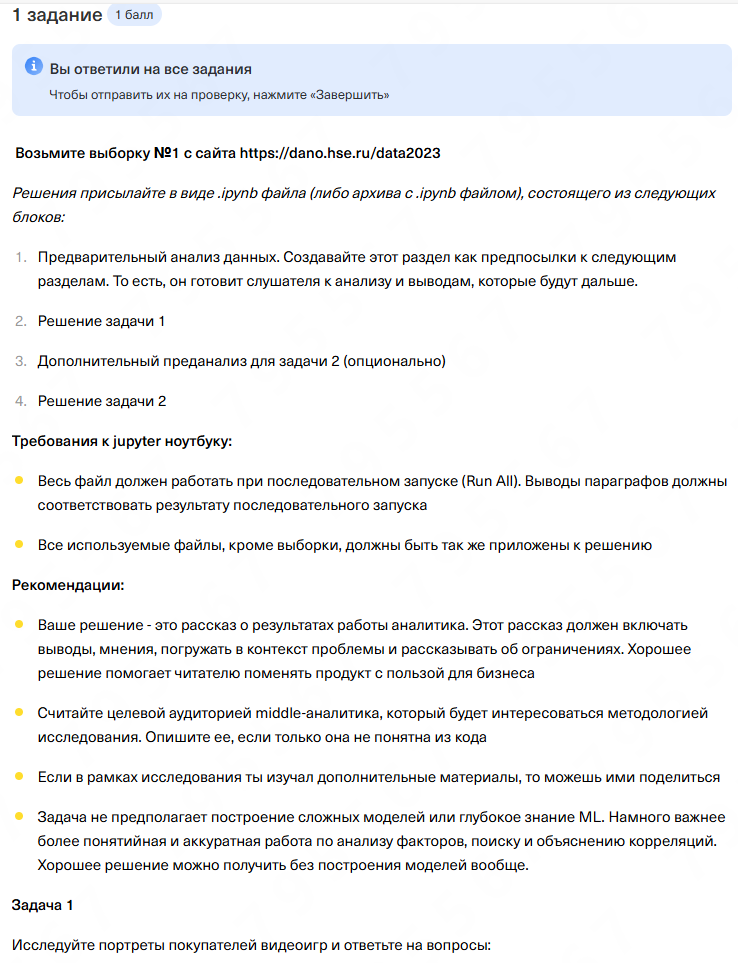 1 задание 1 балл
Вы ответили на все задания
Чтобы отправить их на проверку, нажмите «Завершить»
Возьмите выборку №1 с сайта https://dano.hse.ru/data2023
Решения присылайте в виде .ipynb файла (либо архива с .ipynb файлом), состоящего из следующих
блоков:
1. Предварительный анализ данных. Создавайте этот раздел как предпосылки к следующим
разделам. То есть, он готовит слушателя к анализу и выводам, которые будут дальше.
2. Решение задачи 1
3. Дополнительный преданализ для задачи 2 (опционально)
4. Решение задачи 2
Требования к jupyter ноутбуку:
Весь файл должен работать при последовательном запуске (Run All). Выводы параграфов должны
соответствовать результату последовательного запуска
Все используемые файлы, кроме выборки, должны быть так же приложены к решению
Рекомендации:
Ваше решение - это рассказ о результатах работы аналитика. Этот рассказ должен включать
выводы, мнения, погружать в контекст проблемы и рассказывать об ограничениях. Хорошее
решение помогает читателю поменять продукт с пользой для бизнеса
Считайте целевой аудиторией middle-аналитика, который будет интересоваться методологией
исследования. Опишите ее, если только она не понятна из кода
Если в рамках исследования ты изучал дополнительные материалы, то можешь ими поделиться
Задача не предполагает построение сложных моделей или глубокое знание ML. Намного важнее
более понятийная и аккуратная работа по анализу факторов, поиску и объяснению корреляций.
Хорошее решение можно получить без построения моделей вообще.
Задача 1
Исследуйте портреты покупателей видеоигр и ответьте на вопросы: